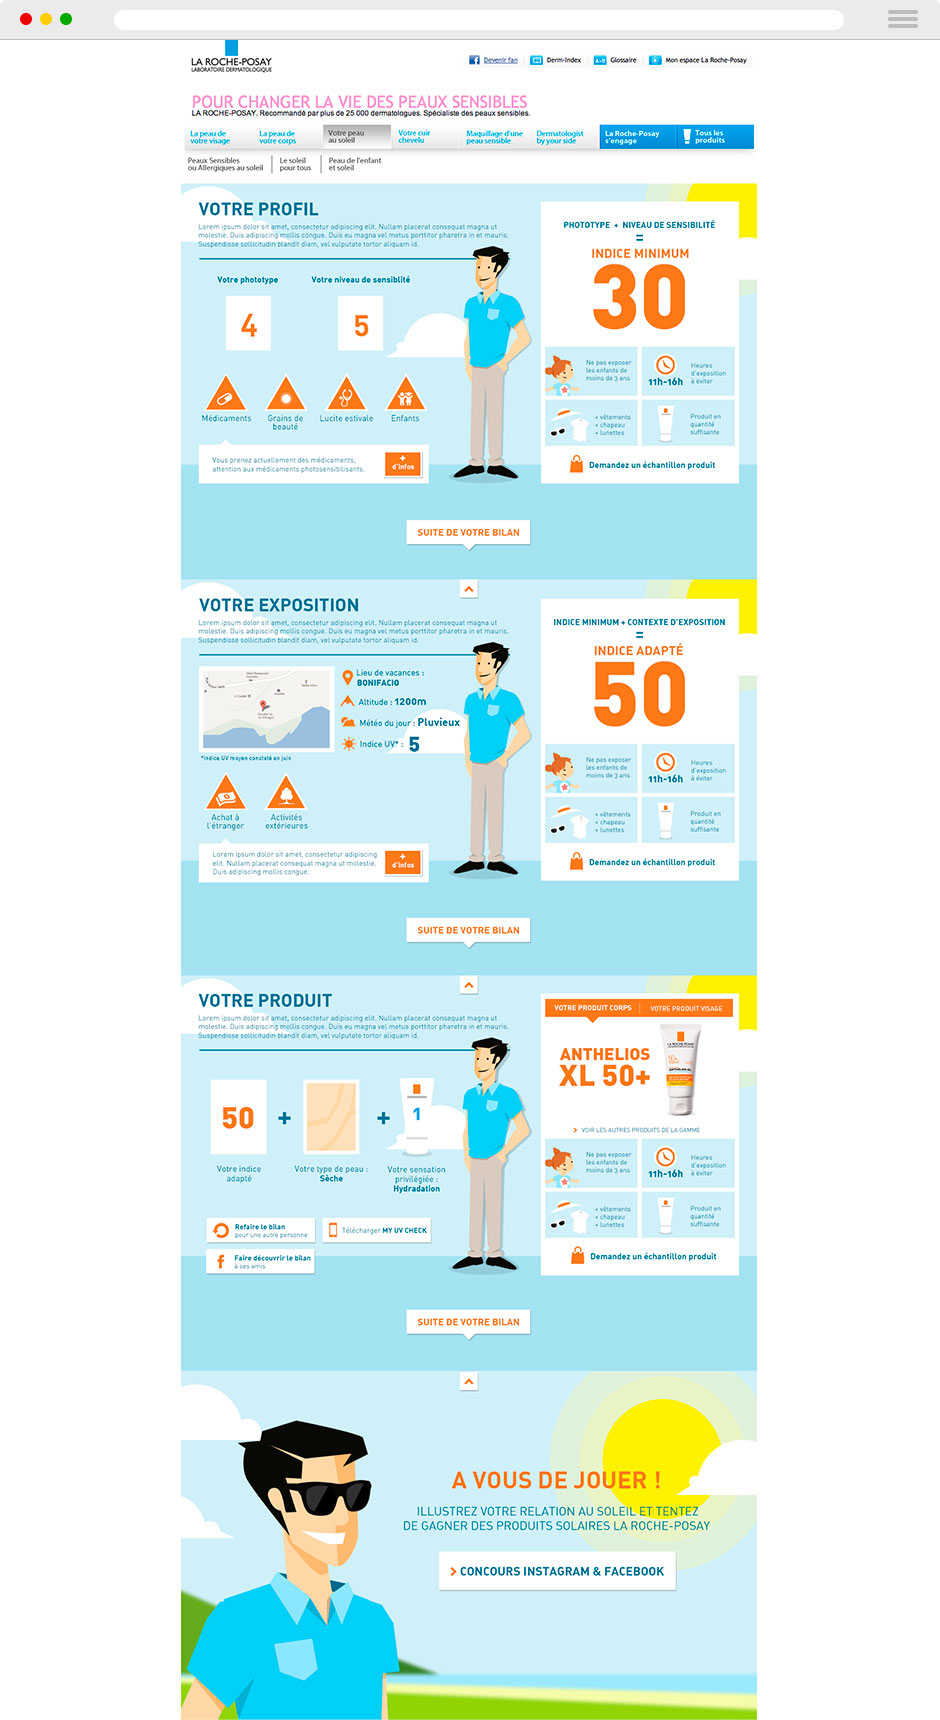 LA ROCHE-POSAY
LABORATOIRE DERMATOLOGIQUE
Devenir fan
Derm-Index
Glossaire
Mon espace La Roche-Posay
POUR CHANGER LA VIE DES PEAUX SENSIBLES
LA ROCHE-POSAY. Recommandé par plus de 25 000 dermatologues. Spécialiste des peaux sensibles.
La peau de
votre visage
La peau de
votre corps
Votre peau
au soleil
Votre cuir
chevelu
Maquillage d'une
peau sensible
Dermatologist
by your side
La Roche-Posay
s'engage
Tous les
produits
Peaux Sensibles
ou Allergiques au soleil
Le soleil
pour tous
Peau de l'enfant
et soleil
VOTRE PROFIL
Lorem ipsum dolor sit amet, consectetur adipiscing elit. Nullam placerat consequat magna ut
molestie. Duis adipiscing mollis congue. Duis eu magna vel metus porttitor pharetra in et mauris.
Suspendisse sollicitudin blandit diam, vel vulputate tortor aliquam id.
Votre phototype
Votre niveau de sensiblité
4
5
Médicaments
Grains de
beauté
Lucite estivale
Enfants
Vous prenez actuellement des médicaments,
attention aux médicaments photosensibilisants.
+
d'infos
PHOTOTYPE + NIVEAU DE SENSIBILITÉ
=
INDICE MINIMUM
30
Ne pas exposer
les enfants de
moins de 3 ans
11h-16h
Heures
d'exposition
à éviter
+ vêtements
+ chapeau
+ lunettes
Produit en
quantité
suffisante
Demandez un échantillon produit
SUITE DE VOTRE BILAN
VOTRE EXPOSITION
Lorem ipsum dolor sit amet, consectetur adipiscing elit. Nullam placerat consequat magna ut
molestie. Duis adipiscing mollis congue. Duis eu magna vel metus porttitor pharetra in et mauris.
Suspendisse sollicitudin blandit diam, vel vulputate tortor aliquam id.
Lieu de vacances :
BONIFACIO
Altitude : 1200m
Météo du jour : Pluvieux
Indice UV* : 5
*Indice UV moyen constaté en juin
Achat à
l'étranger
Activités
extérieures
Lorem ipsum dolor sit amet, consectetur adipiscing
elit. Nullam placerat consequat magna ut molestie.
Duis adipiscing mollis congue.
+
d'infos
INDICE MINIMUM + CONTEXTE D'EXPOSITION
=
INDICE ADAPTÉ
50
Ne pas exposer
les enfants de
moins de 3 ans
11h-16h
Heures
d'exposition
à éviter
+ vêtements
+ chapeau
+ lunettes
Produit en
quantité
suffisante
Demandez un échantillon produit
SUITE DE VOTRE BILAN
VOTRE PRODUIT
Lorem ipsum dolor sit amet, consectetur adipiscing elit. Nullam placerat consequat magna ut
molestie. Duis adipiscing mollis congue. Duis eu magna vel metus porttitor pharetra in et mauris.
Suspendisse sollicitudin blandit diam, vel vulputate tortor aliquam id.
50
+
+
1
Votre indice
adapté
Votre type de peau :
Sèche
Votre sensation
privilégiée :
Hydradation
Refaire le bilan
pour une autre personne
Télécharger MY UV CHECK
Faire découvrir le bilan
à ses amis
VOTRE PRODUIT CORPS
VOTRE PRODUIT VISAGE
ANTHELIOS
XL 50+
LA ROCHE-POSAY
ANTHELIOS XL
VOIR LES AUTRES PRODUITS DE LA GAMME
Ne pas exposer
les enfants de
moins de 3 ans
11h-16h
Heures
d'exposition
à éviter
+ vêtements
+ chapeau
+ lunettes
Produit en
quantité
suffisante
Demandez un échantillon produit
SUITE DE VOTRE BILAN
A VOUS DE JOUER !
ILLUSTREZ VOTRE RELATION AU SOLEIL ET TENTEZ
DE GAGNER DES PRODUITS SOLAIRES LA ROCHE-POSAY
CONCOURS INSTAGRAM & FACEBOOK